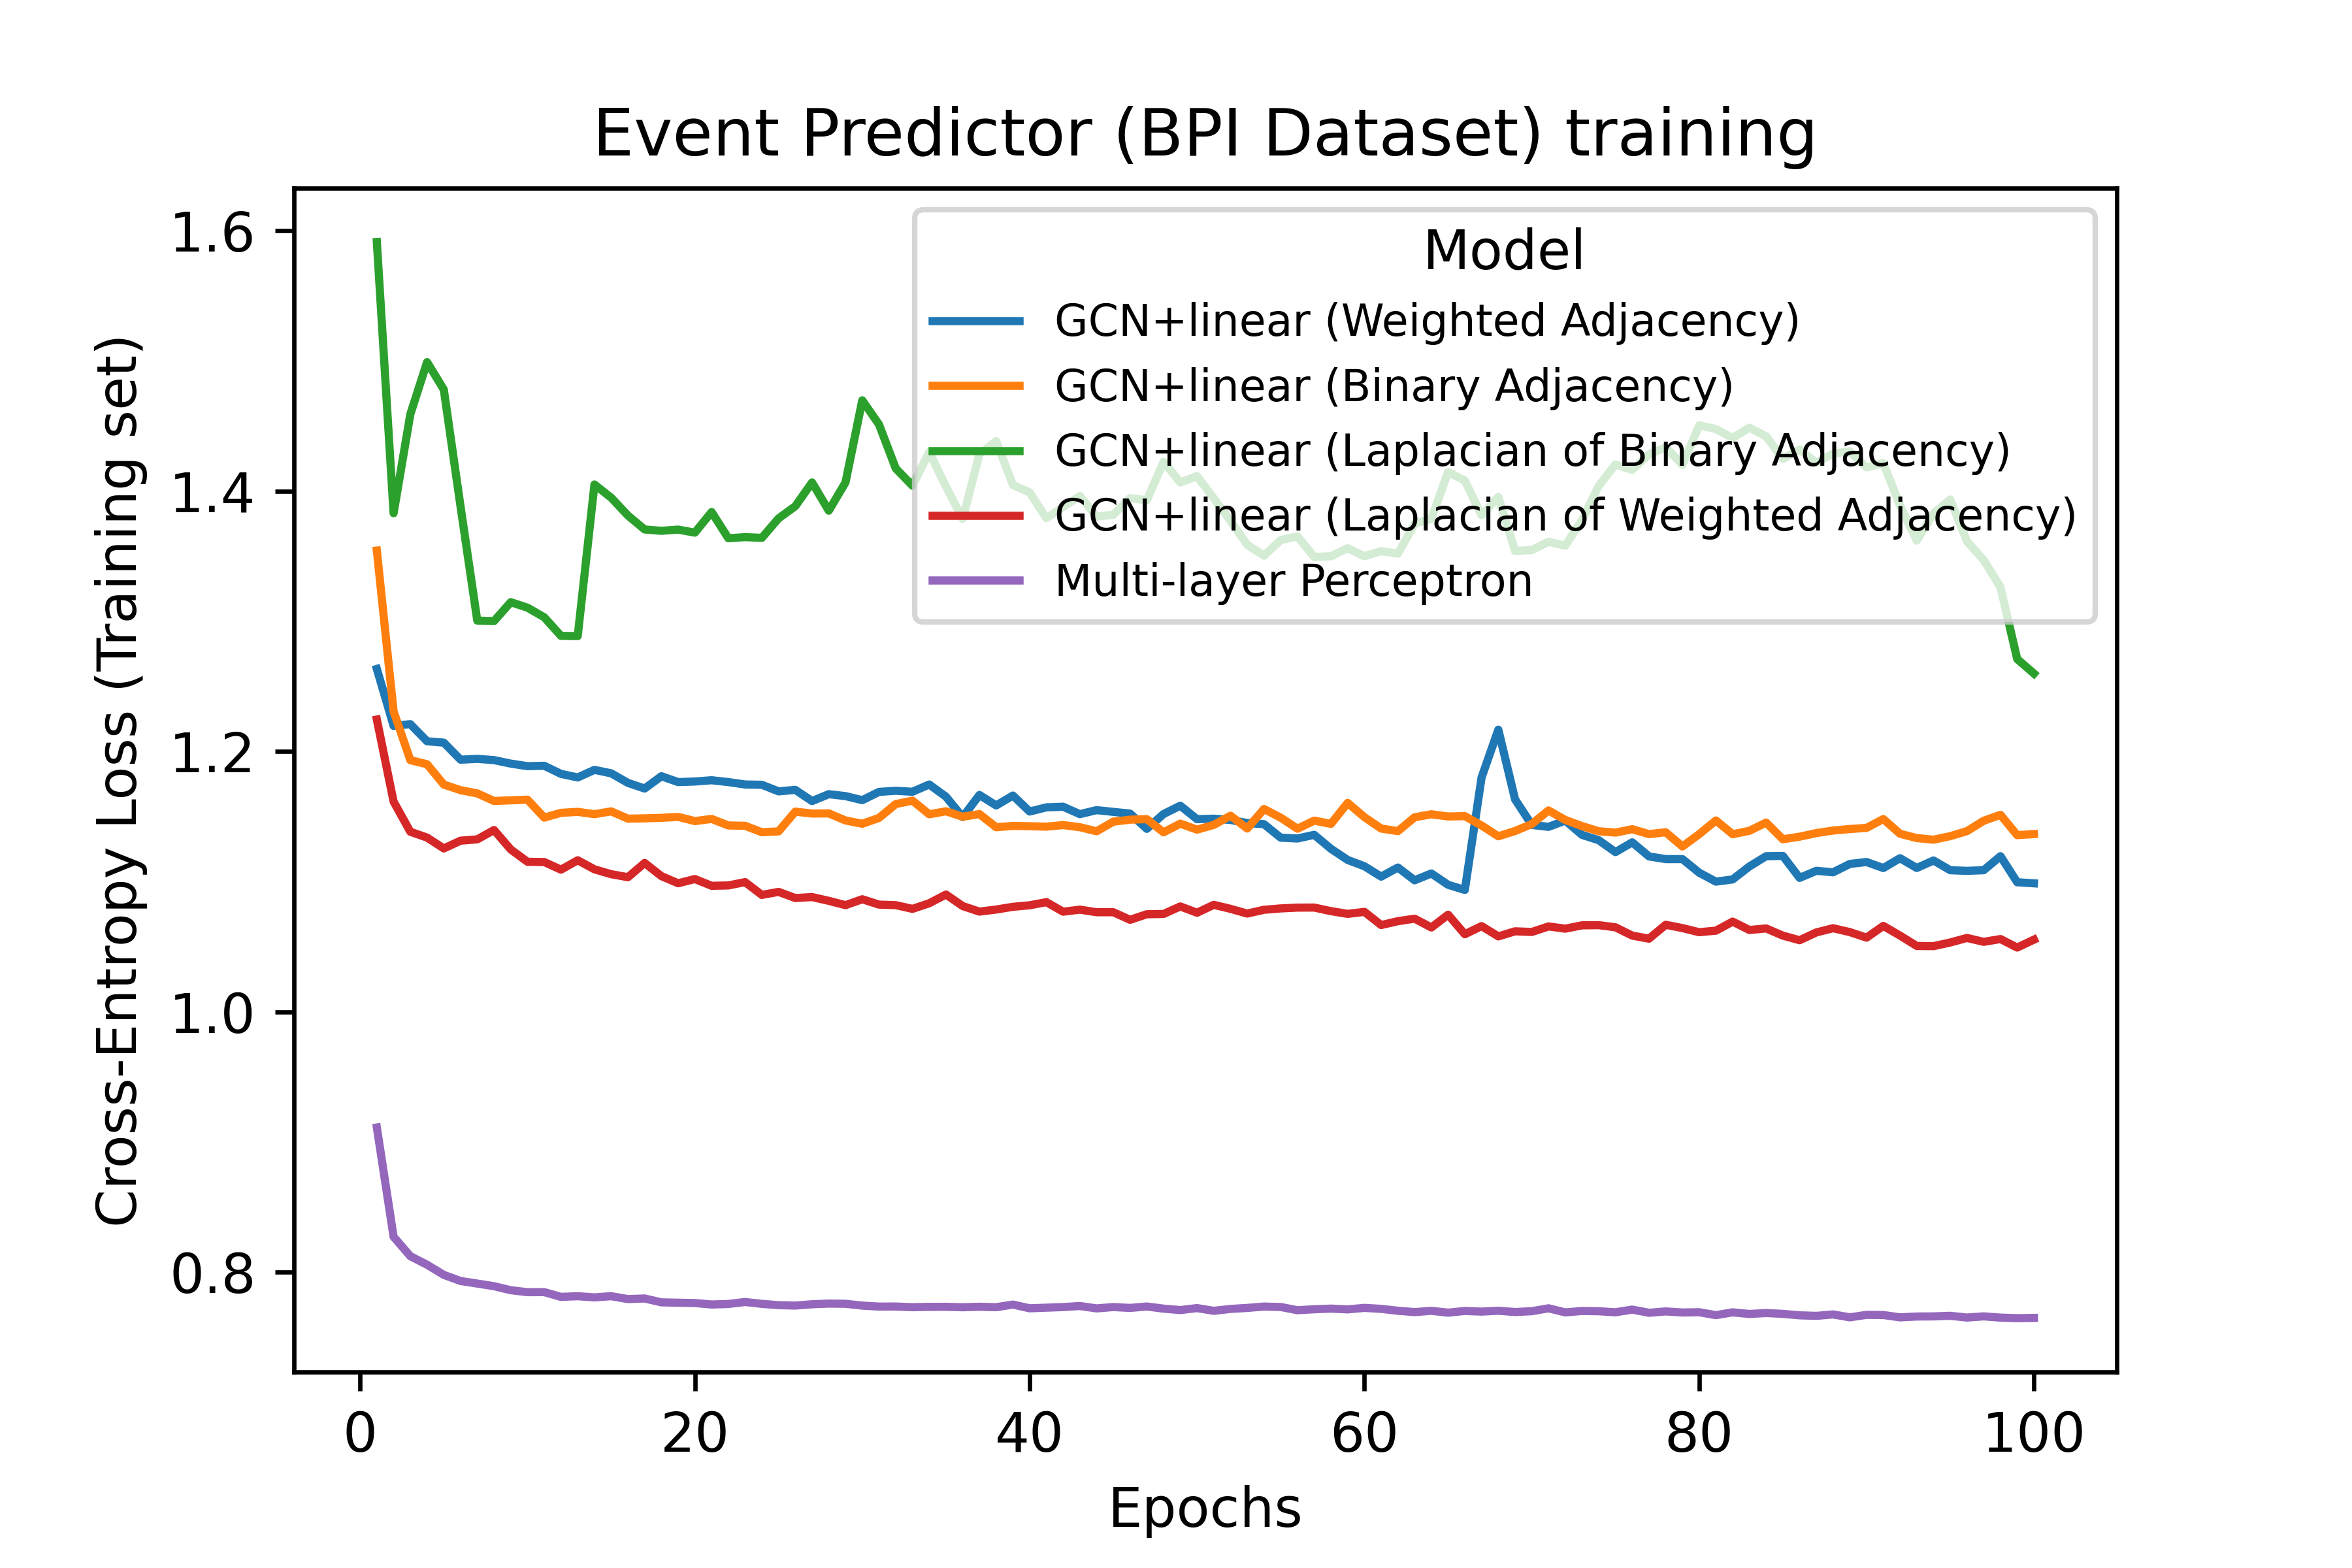 Event Predictor (BPI Dataset) training
Cross-Entropy Loss (Training set)
1.6
1.4
1.2
1.0
0.8
Model
GCN+linear (Weighted Adjacency)
GCN+linear (Binary Adjacency)
GCN+linear (Laplacian of Binary Adjacency)
GCN+linear (Laplacian of Weighted Adjacency)
Multi-layer Perceptron
0 20 40 60 80 100
Epochs